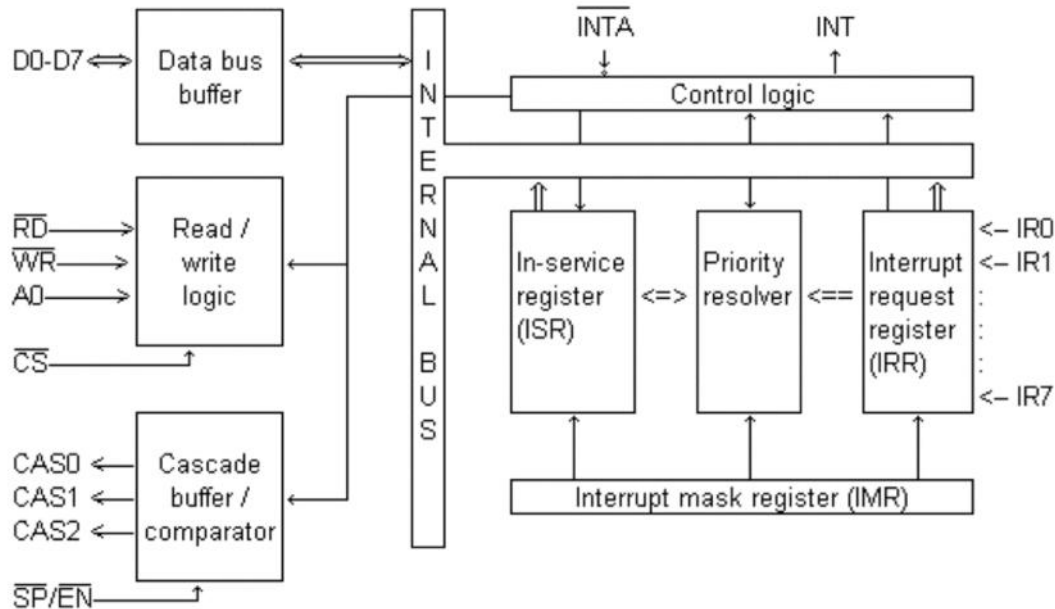 INTA
INT
D0-D7
Data bus
buffer
INTERNAL BUS
Control logic
RD
WR
A0
CS
Read /
write
logic
In-service
register
(ISR)
<=>
Priority
resolver
<==
Interrupt
request
register
(IRR)
<– IR0
<– IR1
:
:
:
<– IR7
CAS0
CAS1
CAS2
SP/EN
Cascade
buffer /
comparator
Interrupt mask register (IMR)